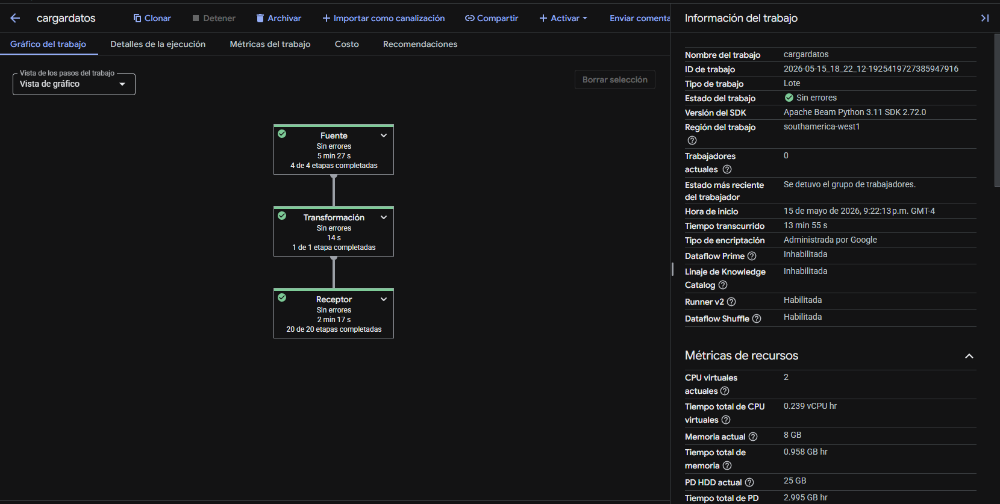 cargardatos
Clonar
Detener
Archivar
Importar como canalización
Compartir
Activar
Enviar comenta
Gráfico del trabajo
Detalles de la ejecución
Métricas del trabajo
Costo
Recomendaciones
Vista de los pasos del trabajo
Vista de gráfico
Borrar selección
Fuente
Sin errores
5 min 27 s
4 de 4 etapas completadas
Transformación
Sin errores
14 s
1 de 1 etapa completadas
Receptor
Sin errores
2 min 17 s
20 de 20 etapas completadas
Información del trabajo
Nombre del trabajo cargardatos
ID de trabajo 2026-05-15_18_22_12-1925419727385947916
Tipo de trabajo Lote
Estado del trabajo Sin errores
Versión del SDK Apache Beam Python 3.11 SDK 2.72.0
Región del trabajo southamerica-west1
Trabajadores 0
actuales
Estado más reciente Se detuvo el grupo de trabajadores.
del trabajador
Hora de inicio 15 de mayo de 2026, 9:22:13 p.m. GMT-4
Tiempo transcurrido 13 min 55 s
Tipo de encriptación Administrada por Google
Dataflow Prime Inhabilitada
Linaje de Knowledge Inhabilitada
Catalog
Runner v2 Habilitada
Dataflow Shuffle Habilitada
Métricas de recursos
CPU virtuales 2
actuales
Tiempo total de CPU 0.239 vCPU hr
virtuales
Memoria actual 8 GB
Tiempo total de 0.958 GB hr
memoria
PD HDD actual 25 GB
Tiempo total de PD 2.995 GB hr